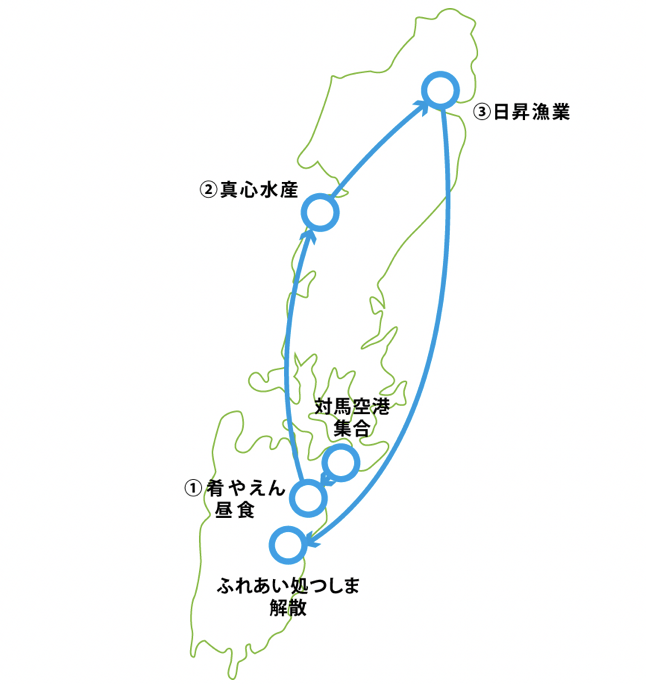 ③日昇漁業
②真心水産
対馬空港
集合
①肴やえん
昼食
ふれあい処つしま
解散